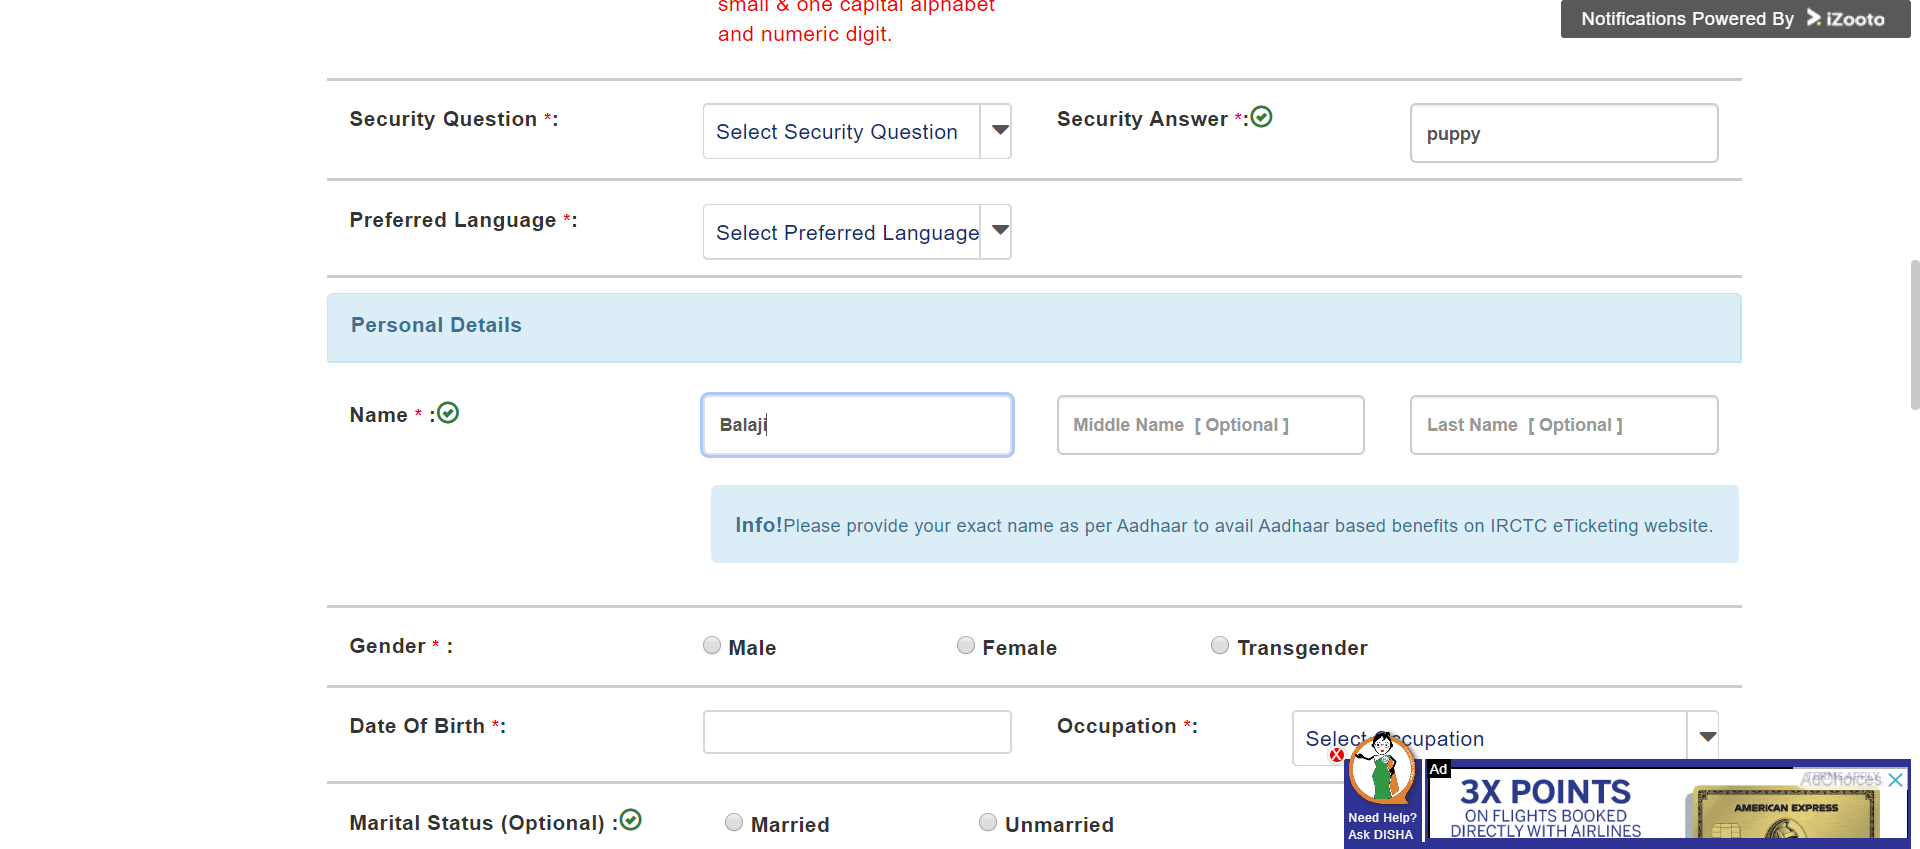 small & one capital alphabet
and numeric digit.
Notifications Powered By iZooto
Security Question *:
Select Security Question
Security Answer *:
puppy
Preferred Language *:
Select Preferred Language
Personal Details
Name * :
Balaji
Middle Name [ Optional ]
Last Name [ Optional ]
Info!Please provide your exact name as per Aadhaar to avail Aadhaar based benefits on IRCTC eTicketing website.
Gender * :
Male
Female
Transgender
Date Of Birth *:
Occupation *:
Select Occupation
Marital Status (Optional) :
Married
Unmarried
X
Need Help?
Ask DISHA
Ad
3X POINTS
ON FLIGHTS BOOKED
DIRECTLY WITH AIRLINES
TERMS APPLY
AdChoices
AMERICAN EXPRESS